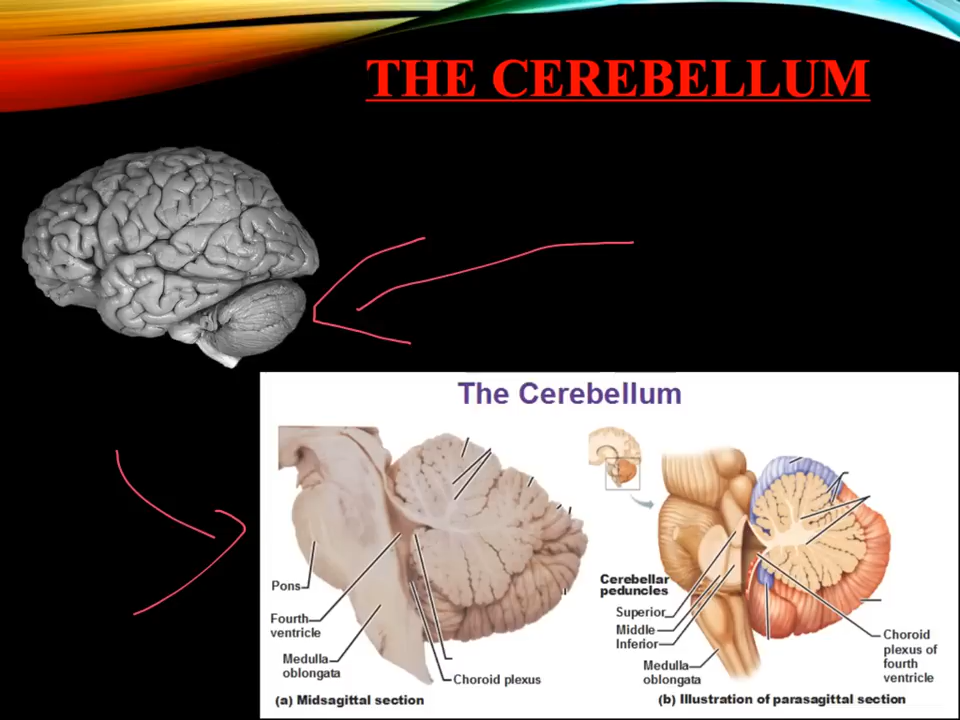 THE CEREBELLUM
The Cerebellum
Pons
Fourth
ventricle
Medulla
oblongata
Choroid plexus
(a) Midsagittal section
Cerebellar
peduncles
Superior
Middle
Inferior
Medulla
oblongata
Choroid
plexus of
fourth
ventricle
(b) Illustration of parasagittal section